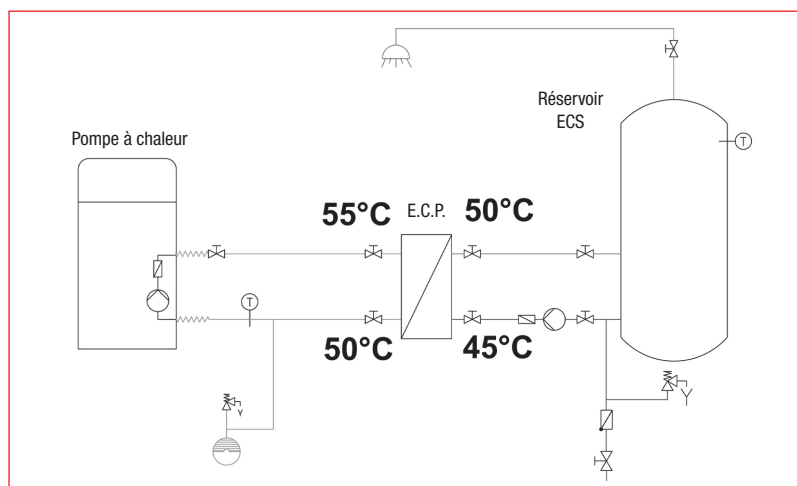 Réservoir
ECS
Pompe à chaleur
T
55°C
E.C.P.
50°C
T
50°C
45°C